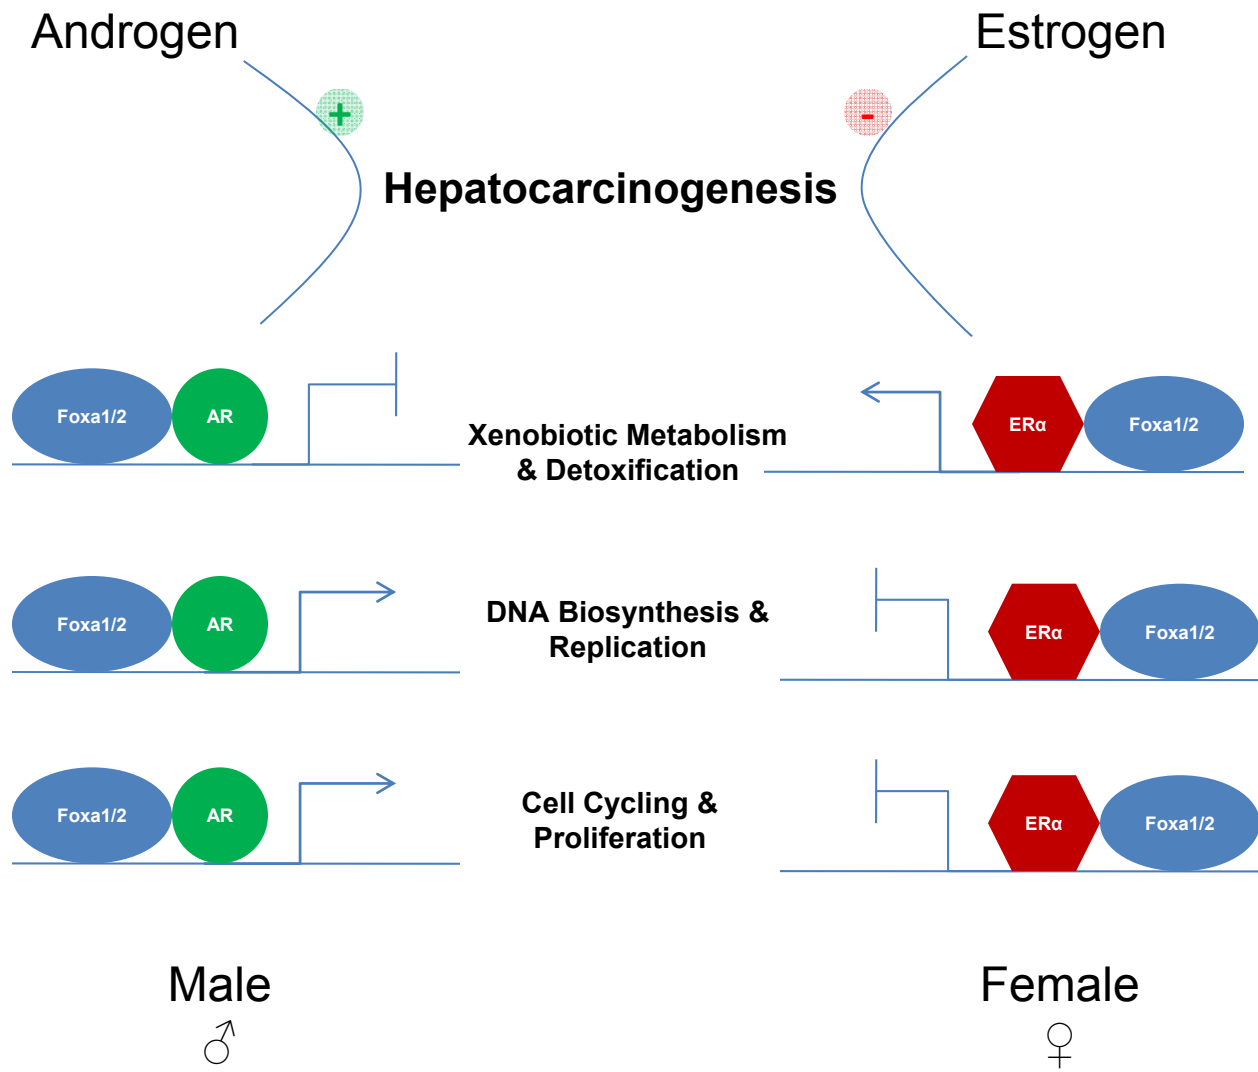 Androgen
Estrogen
+
-
Hepatocarcinogenesis
Foxa1/2
AR
Xenobiotic Metabolism
& Detoxification
ERα
Foxa1/2
Foxa1/2
AR
DNA Biosynthesis &
Replication
ERα
Foxa1/2
Foxa1/2
AR
Cell Cycling &
Proliferation
ERα
Foxa1/2
Male
Female
♂
♀